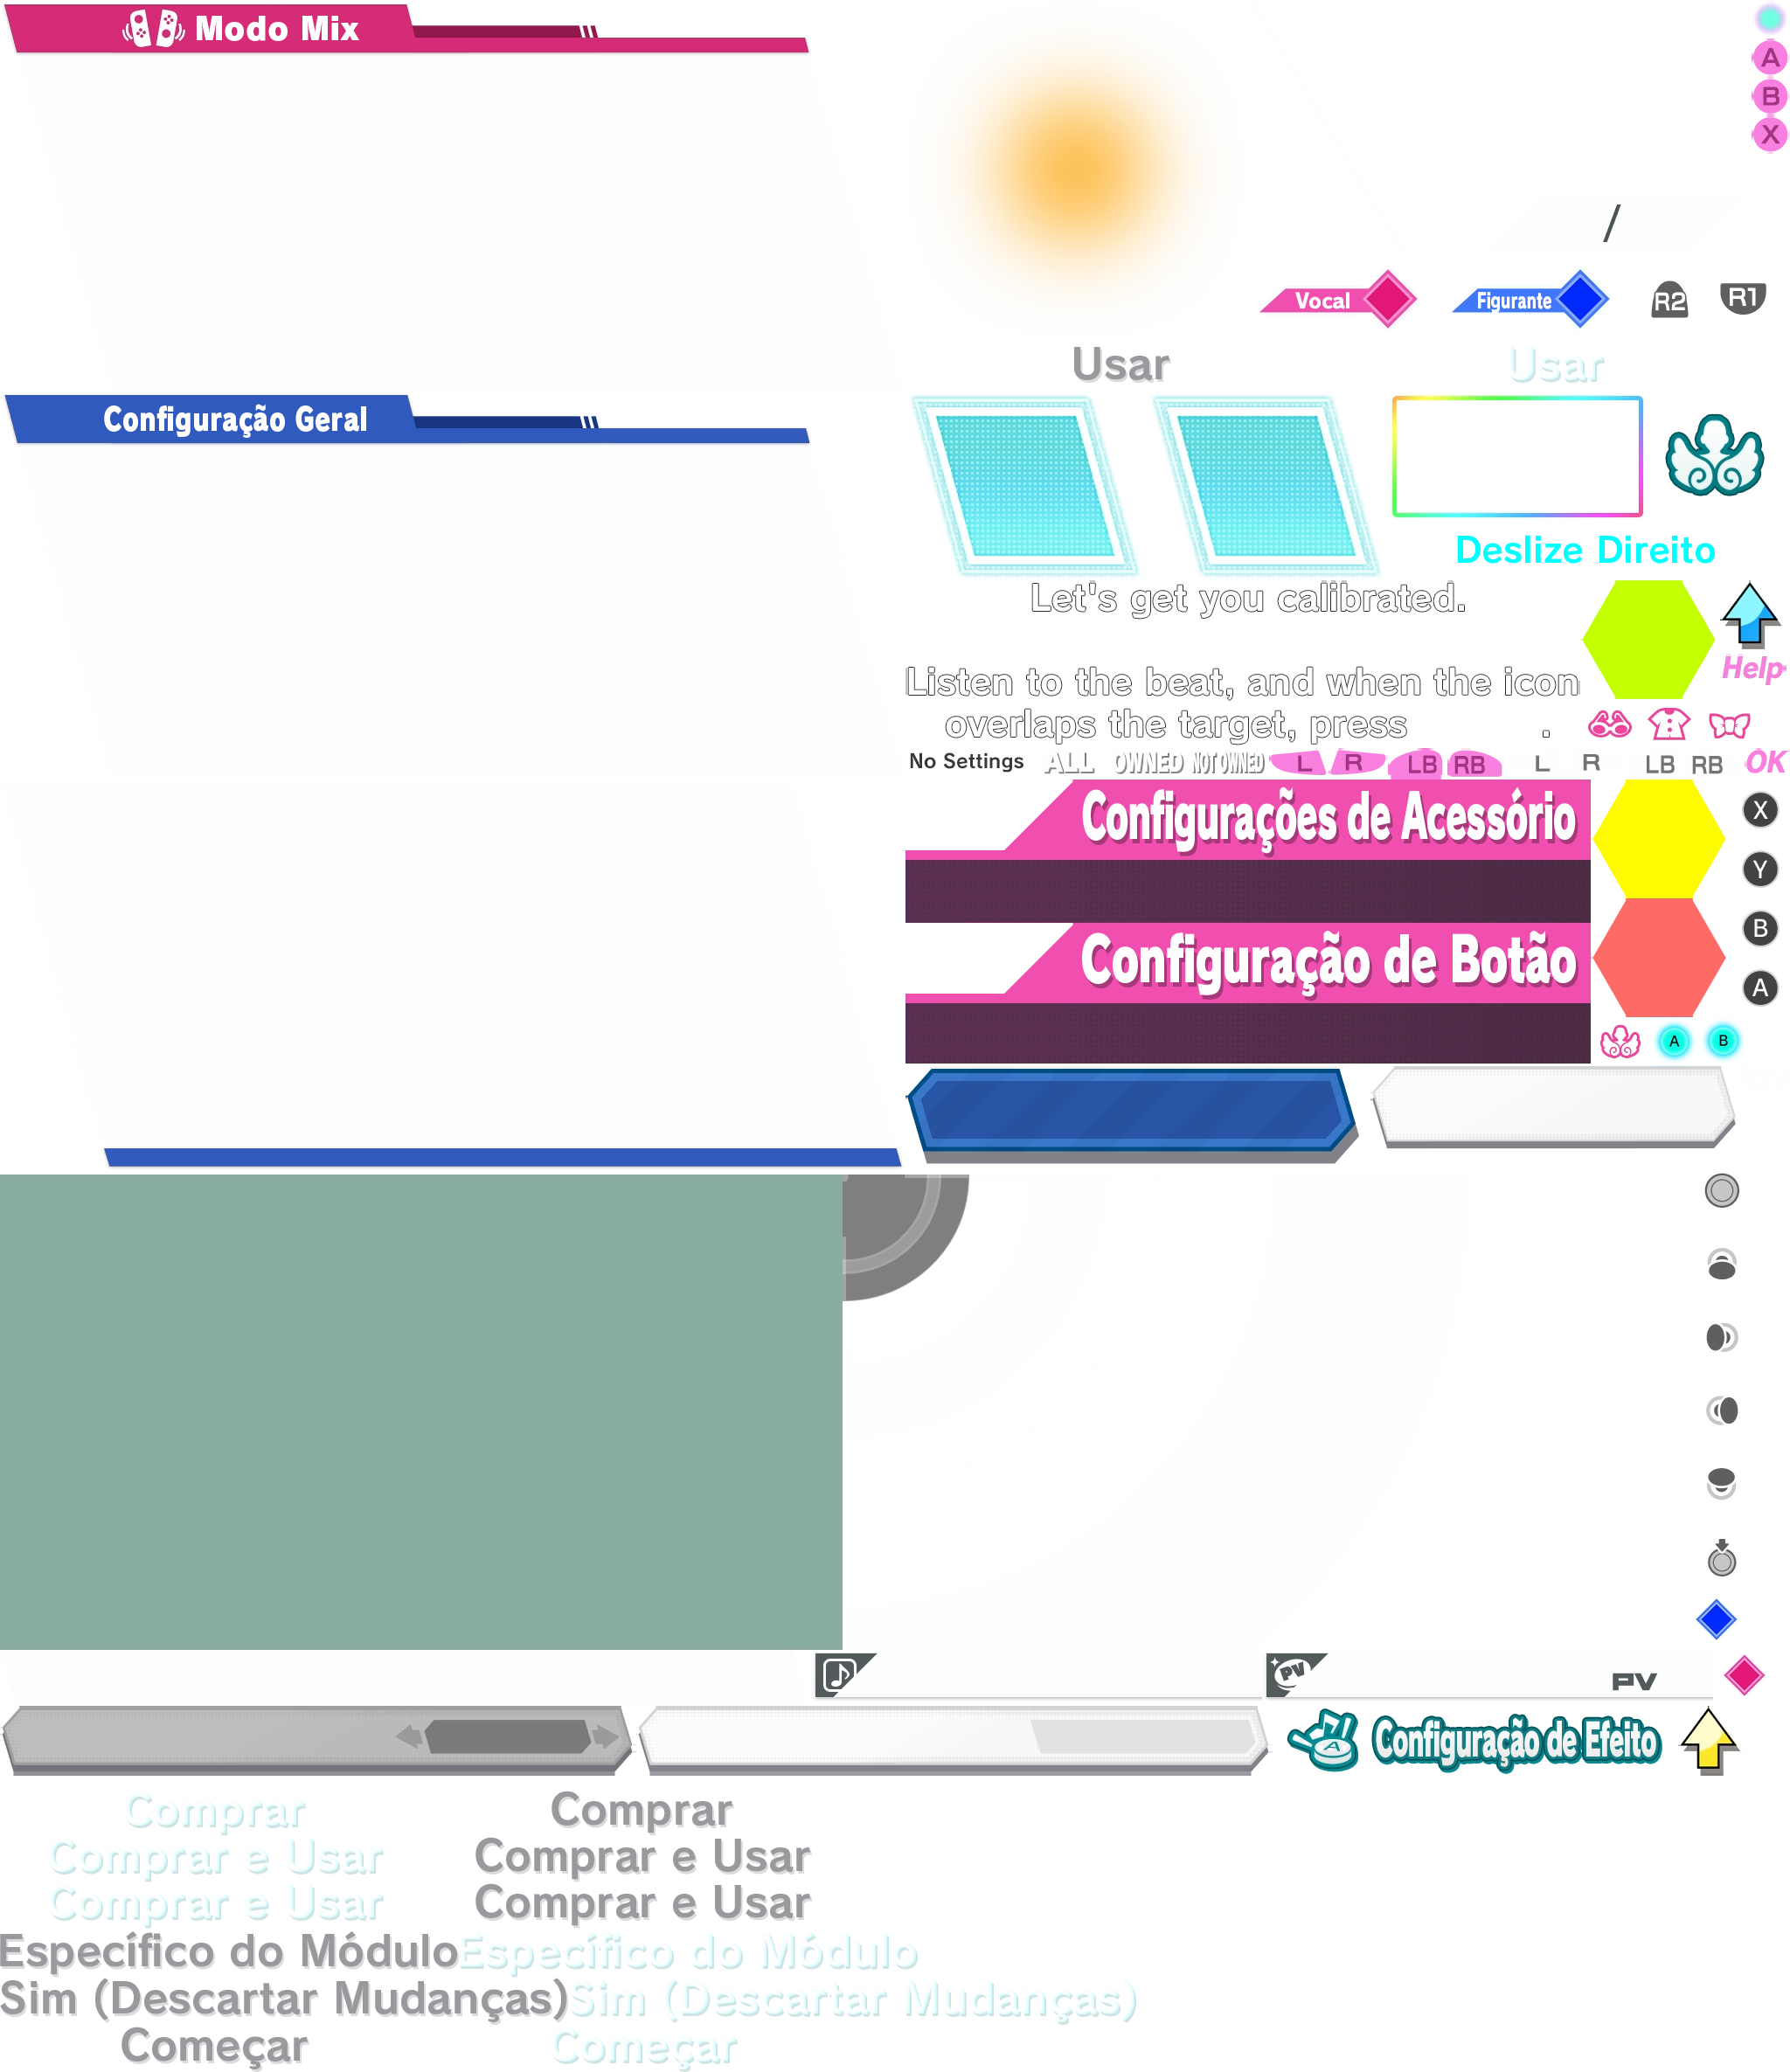 Modo Mix
A
B
X
/
Vocal
Figurante
R2
R1
Usar
Usar
Configuração Geral
Deslize Direito
Let's get you calibrated.
Listen to the beat, and when the icon
overlaps the target, press .
Help
No Settings
ALL
OWNED
NOT OWNED
L
R
LB
RB
L
R
LB
RB
OK
Configurações de Acessório
X
Y
Configuração de Botão
B
A
A
B
PV
PV
A
Configuração de Efeito
Comprar
Comprar
Comprar e Usar
Comprar e Usar
Comprar e Usar
Comprar e Usar
Específico do Módulo
Específico do Módulo
Sim (Descartar Mudanças)
Sim (Descartar Mudanças)
Começar
Começar